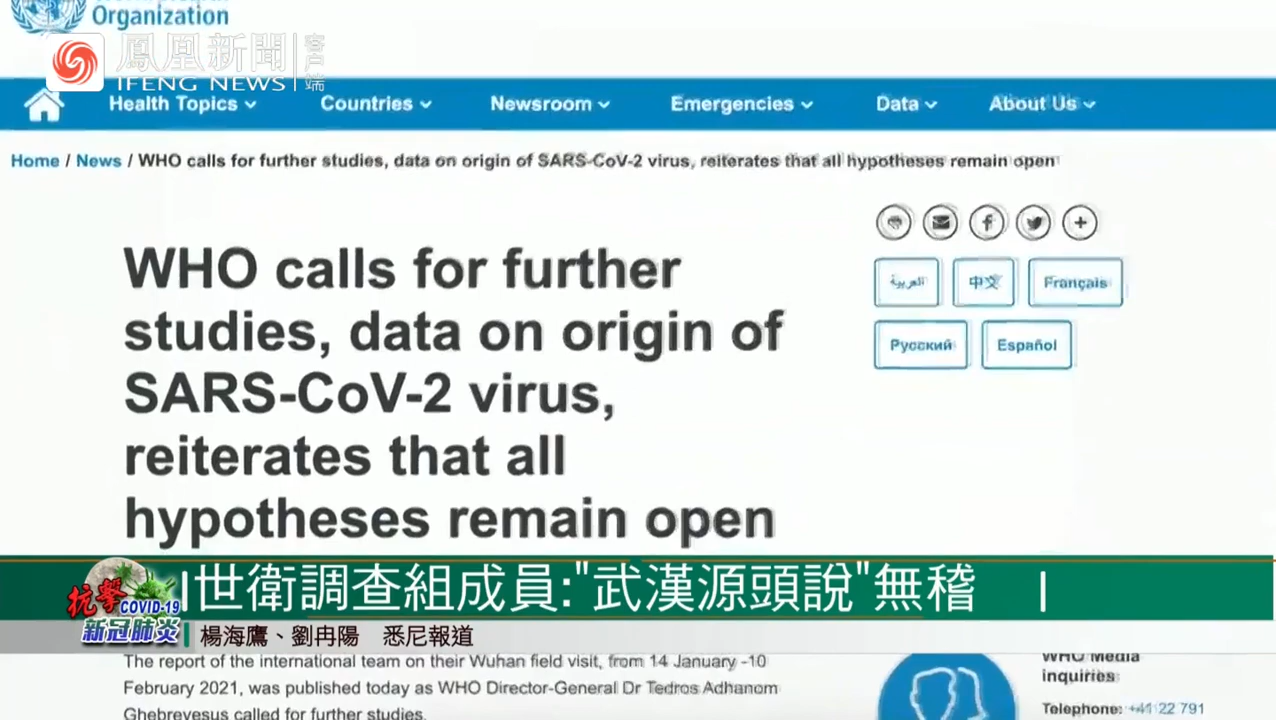 Organization
鳳凰新聞 客户端
IFENG NEWS
Health Topics Countries Newsroom Emergencies Data About Us
Home / News / WHO calls for further studies, data on origin of SARS-CoV-2 virus, reiterates that all hypotheses remain open
WHO calls for further
studies, data on origin of
SARS-CoV-2 virus,
reiterates that all
hypotheses remain open
العربية 中文 Français
Русский Español
抗擊
COVID-19
新冠肺炎
世衛調查組成員:"武漢源頭說"無稽
楊海鷹、劉冉陽 悉尼報道
The report of the international team on their Wuhan field visit, from 14 January -10
February 2021, was published today as WHO Director-General Dr Tedros Adhanom
Ghebreyesus called for further studies.
WHO Media
inquiries
Telephone: +41 22 791